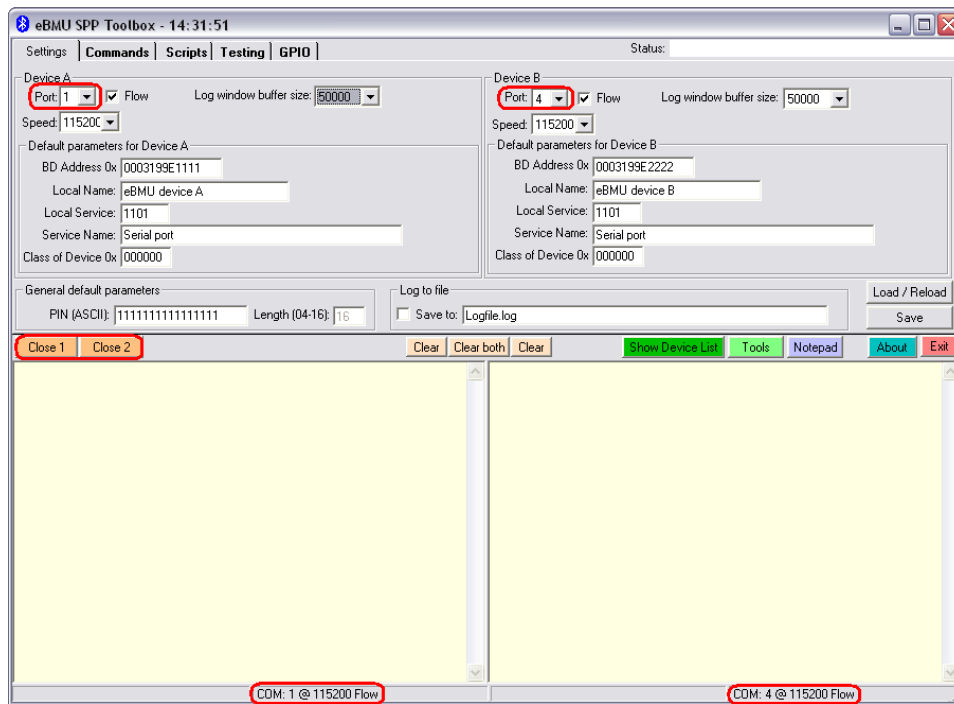 eBMU SPP Toolbox - 14:31:51
Settings Commands Scripts Testing GPIO Status:
Device A
Port: 1 Flow Log window buffer size: 50000
Speed: 115200
Default parameters for Device A
BD Address 0x 0003199E1111
Local Name: eBMU device A
Local Service: 1101
Service Name: Serial port
Class of Device 0x 000000
Device B
Port: 4 Flow Log window buffer size: 50000
Speed: 115200
Default parameters for Device B
BD Address 0x 0003199E2222
Local Name: eBMU device B
Local Service: 1101
Service Name: Serial port
Class of Device 0x 000000
General default parameters
PIN (ASCII): 1111111111111111 Length (04-16): 16
Log to file
Save to: Logfile.log
Load / Reload
Save
Close 1 Close 2 Clear Clear both Clear Show Device List Tools Notepad About Exit
COM: 1 @ 115200 Flow COM: 4 @ 115200 Flow